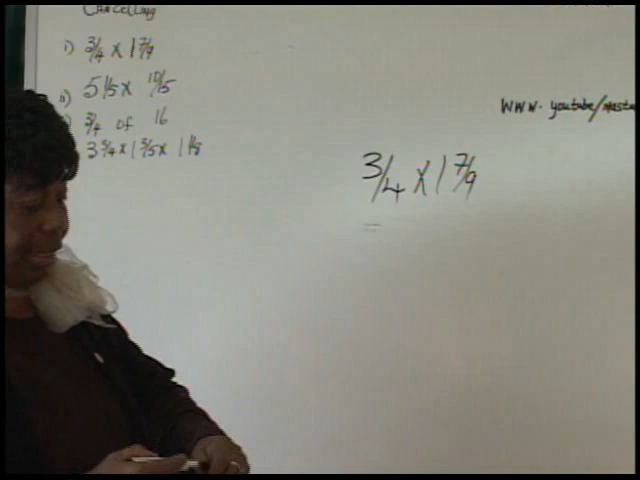 Cancelling
i) 3/4 x 1 7/9
ii) 5 1/5 x 10/15
) 3/4 of 16
3 3/4 x 1 3/5 x 1 1/8
www.youtube/
3/4 x 1 7/9
=